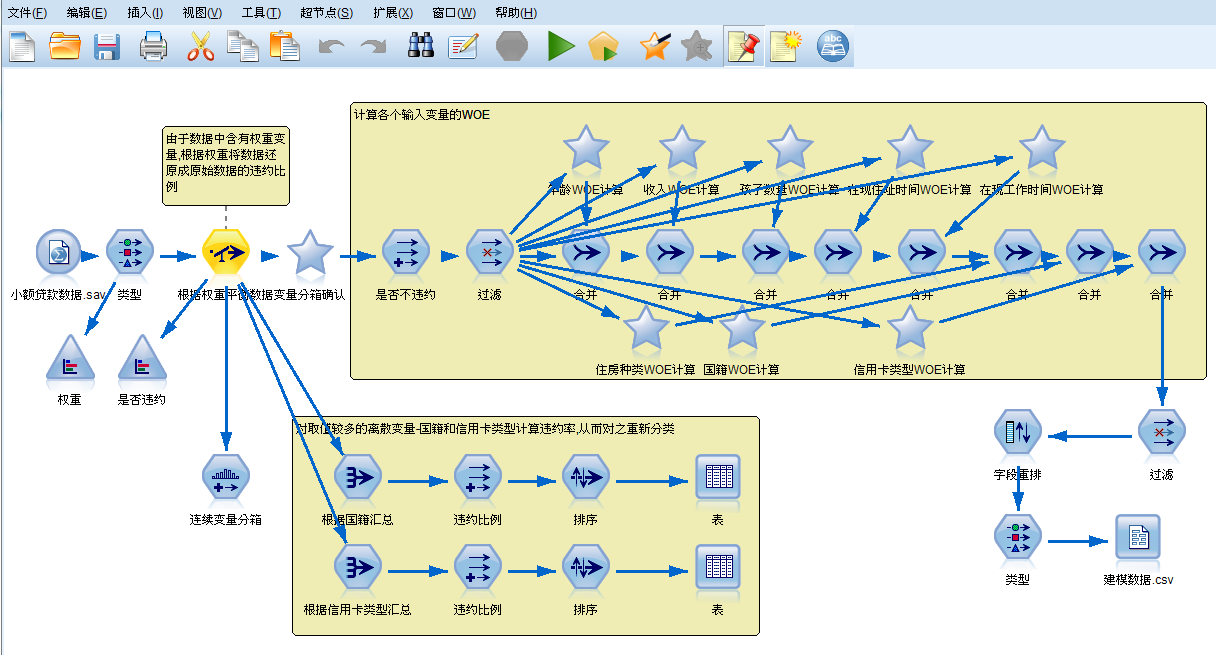 文件(F) 编辑(E) 插入(I) 视图(V) 工具(T) 超节点(S) 扩展(X) 窗口(W) 帮助(H)
abc
计算各个输入变量的WOE
由于数据中含有权重变
量,根据权重将数据还
原成原始数据的违约比
例
年龄WOE计算 收入WOE计算 孩子数量WOE计算 在现住址时间WOE计算 在现工作时间WOE计算
小额贷款数据.sav 类型 根据权重平衡数据 变量分箱确认 是否不违约 过滤 合并 合并 合并 合并 合并 合并 合并 合并
住房种类WOE计算 国籍WOE计算 信用卡类型WOE计算
权重 是否违约
对取值较多的离散变量-国籍和信用卡类型计算违约率,从而对之重新分类
字段重排 过滤
连续变量分箱 根据国籍汇总 违约比例 排序 表
类型 建模数据.csv
根据信用卡类型汇总 违约比例 排序 表